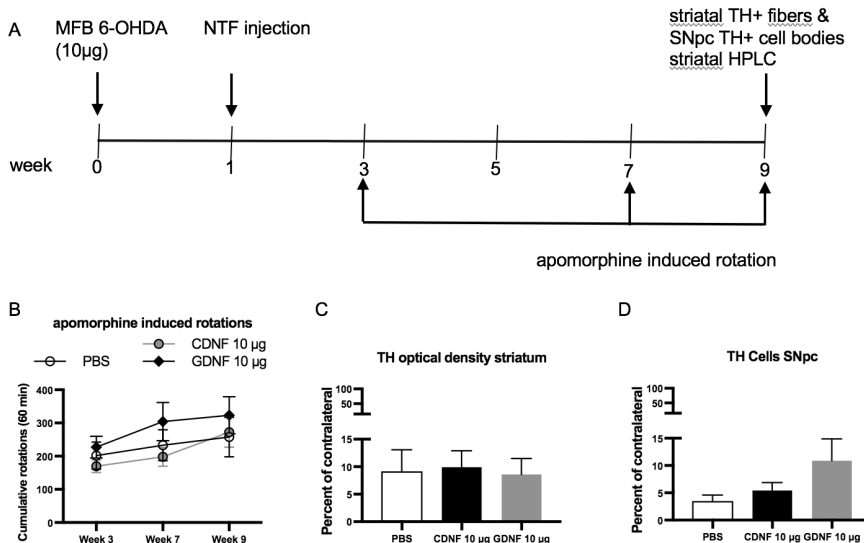 A
MFB 6-OHDA
(10µg)
NTF injection
striatal TH+ fibers &
SNpc TH+ cell bodies
striatal HPLC
week
0
1
3
5
7
9
apomorphine induced rotation
B
apomorphine induced rotations
PBS
CDNF 10 µg
GDNF 10 µg
Cumulative rotations (60 min)
400
300
200
100
0
Week 3
Week 7
Week 9
C
TH optical density striatum
Percent of contralateral
100
50
15
10
5
0
PBS
CDNF 10 µg
GDNF 10 µg
D
TH Cells SNpc
Percent of contralateral
100
50
15
10
5
0
PBS
CDNF 10 µg
GDNF 10 µg